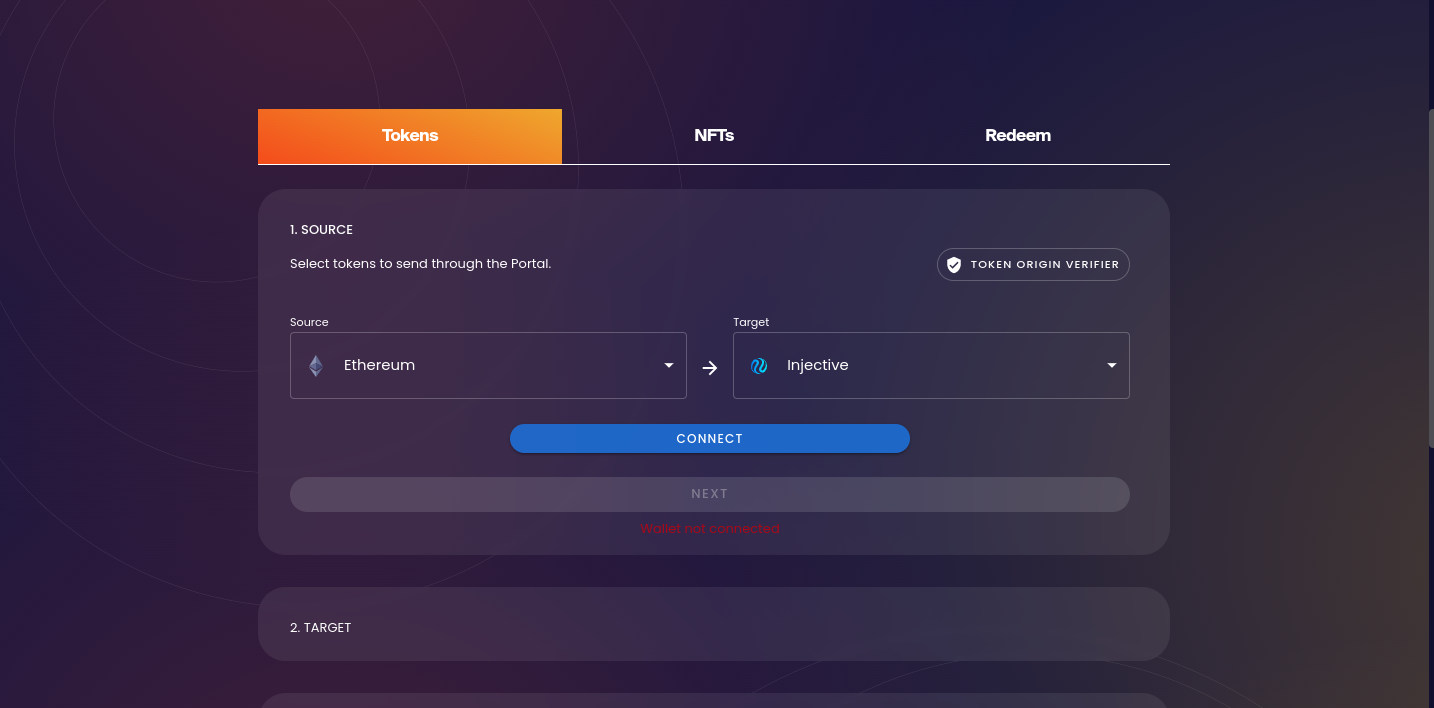 Tokens
NFTs
Redeem
1. SOURCE
Select tokens to send through the Portal.
TOKEN ORIGIN VERIFIER
Source
Target
Ethereum
Injective
CONNECT
NEXT
Wallet not connected.
2. TARGET